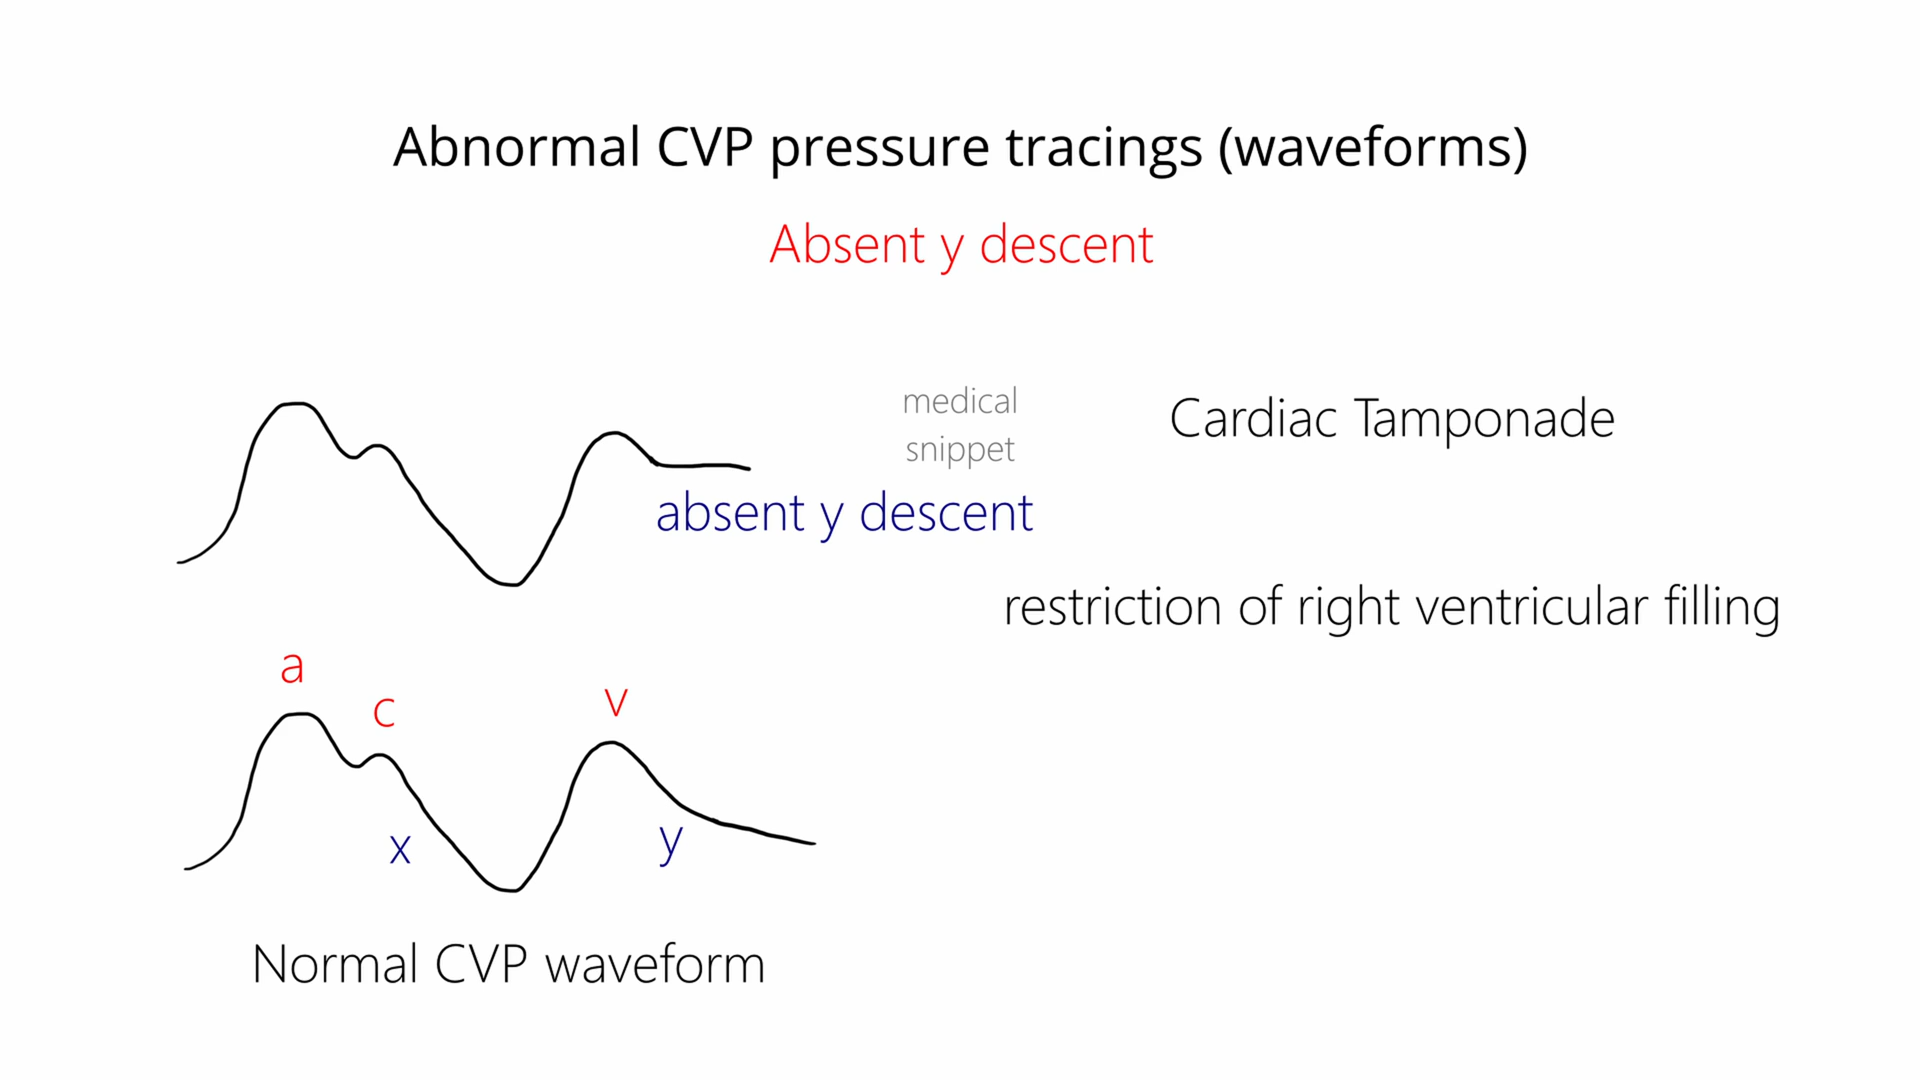 Abnormal CVP pressure tracings (waveforms)
Absent y descent
medical
snippet
Cardiac Tamponade
absent y descent
restriction of right ventricular filling
a
c
v
x
y
Normal CVP waveform